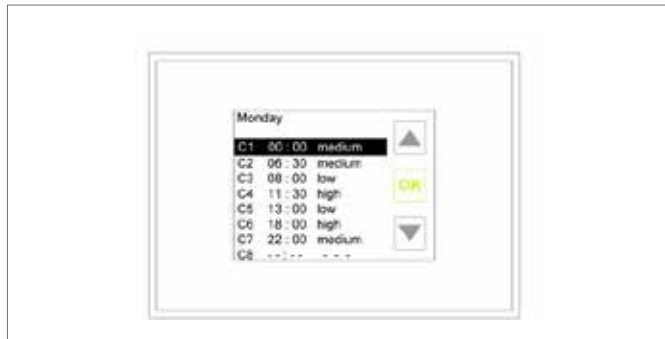 Monday
C1 00 : 00 medium
C2 06 : 30 medium
C3 08 : 00 low
C4 11 : 30 high
C5 13 : 00 low
C6 18 : 00 high
C7 22 : 00 medium
C8 - - : - - - - -
OK